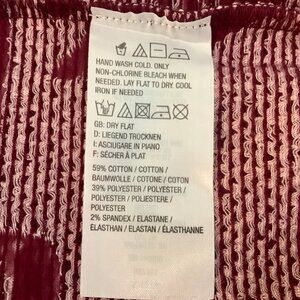 HAND WASH COLD. ONLY
NON-CHLORINE BLEACH WHEN
NEEDED. LAY FLAT TO DRY. COOL
IRON IF NEEDED
GB: DRY FLAT
D: LIEGEND TROCKNEN
I: ASCIUGARE IN PIANO
F: SÉCHER À PLAT
59% COTTON / COTTON /
BAUMWOLLE / COTONE / COTON
39% POLYESTER / POLYESTER /
POLYESTER / POLIESTERE /
POLYESTER
2% SPANDEX / ELASTANE /
ELASTHAN / ELASTAN / ÉLASTHANNE